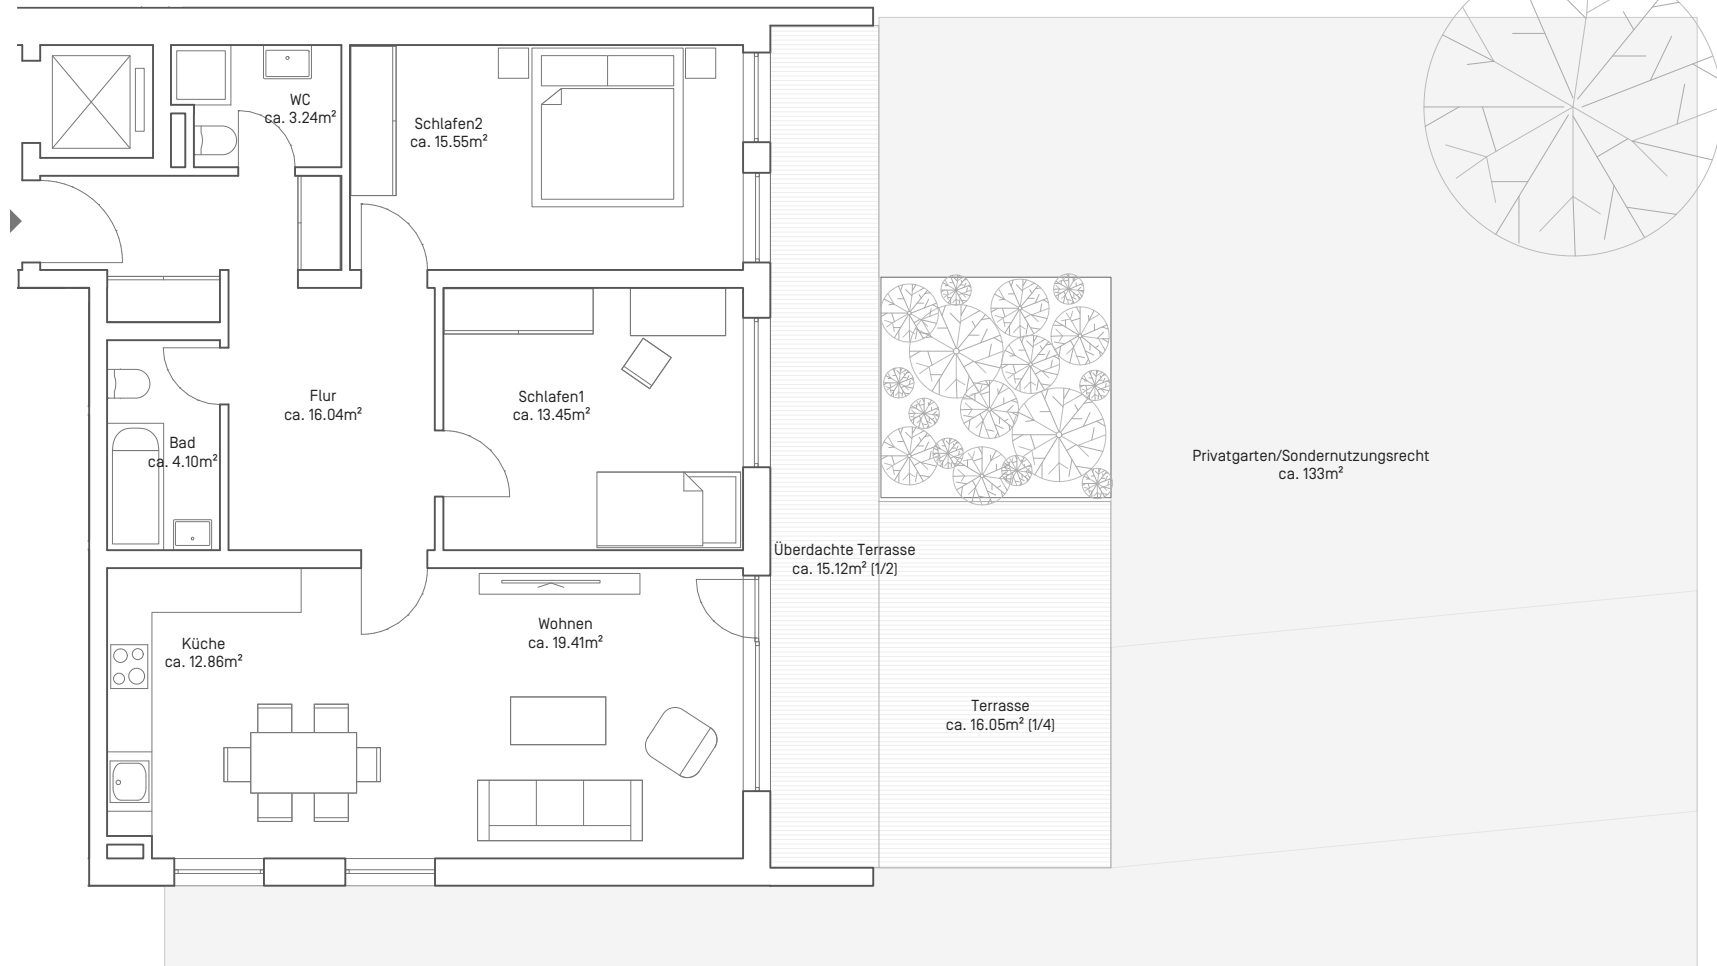 WC
ca. 3.24m²
Schlafen2
ca. 15.55m²
Flur
ca. 16.04m²
Schlafen1
ca. 13.45m²
Bad
ca. 4.10m²
Privatgarten/Sondernutzungsrecht
ca. 133m²
Überdachte Terrasse
ca. 15.12m² (1/2)
Küche
ca. 12.86m²
Wohnen
ca. 19.41m²
Terrasse
ca. 16.05m² (1/4)